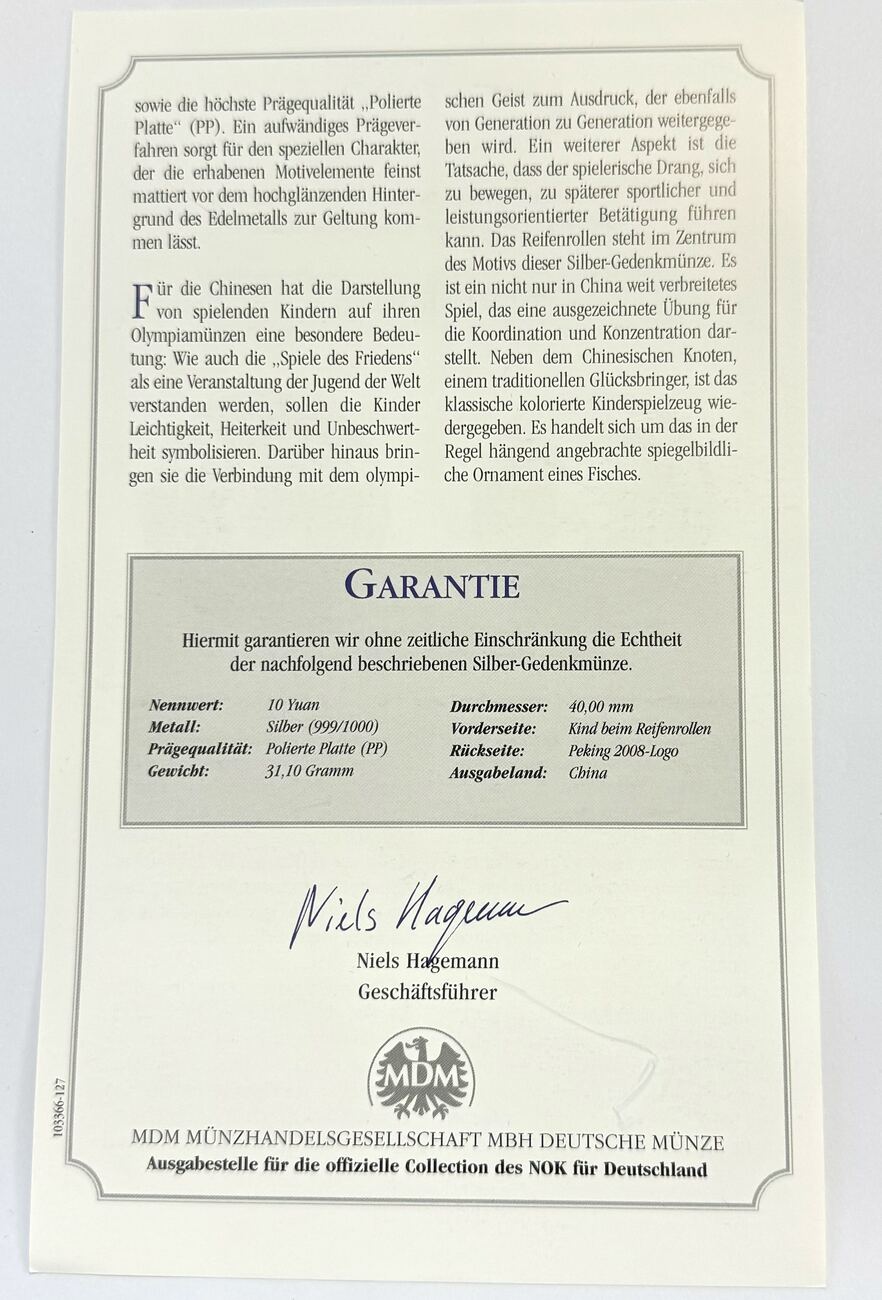 sowie die höchste Prägequalität „Polierte
Platte“ (PP). Ein aufwändiges Prägever-
fahren sorgt für den speziellen Charakter,
der die erhabenen Motivelemente feinst
mattiert vor dem hochglänzenden Hinter-
grund des Edelmetalls zur Geltung kom-
men lässt.
Für die Chinesen hat die Darstellung
von spielenden Kindern auf ihren
Olympiamünzen eine besondere Bedeu-
tung: Wie auch die „Spiele des Friedens“
als eine Veranstaltung der Jugend der Welt
verstanden werden, sollen die Kinder
Leichtigkeit, Heiterkeit und Unbeschwert-
heit symbolisieren. Darüber hinaus brin-
gen sie die Verbindung mit dem olympi-
schen Geist zum Ausdruck, der ebenfalls
von Generation zu Generation weitergege-
ben wird. Ein weiterer Aspekt ist die
Tatsache, dass der spielerische Drang, sich
zu bewegen, zu späterer sportlicher und
leistungsorientierter Betätigung führen
kann. Das Reifenrollen steht im Zentrum
des Motivs dieser Silber-Gedenkmünze. Es
ist ein nicht nur in China weit verbreitetes
Spiel, das eine ausgezeichnete Übung für
die Koordination und Konzentration dar-
stellt. Neben dem Chinesischen Knoten,
einem traditionellen Glücksbringer, ist das
klassische kolorierte Kinderspielzeug wie-
dergegeben. Es handelt sich um das in der
Regel hängend angebrachte spiegelbildli-
che Ornament eines Fisches.
GARANTIE
Hiermit garantieren wir ohne zeitliche Einschränkung die Echtheit
der nachfolgend beschriebenen Silber-Gedenkmünze.
Nennwert: 10 Yuan
Metall: Silber (999/1000)
Prägequalität: Polierte Platte (PP)
Gewicht: 31,10 Gramm
Durchmesser: 40,00 mm
Vorderseite: Kind beim Reifenrollen
Rückseite: Peking 2008-Logo
Ausgabeland: China
Niels Hagemann
Niels Hagemann
Geschäftsführer
MDM
MDM MÜNZHANDELSGESELLSCHAFT MBH DEUTSCHE MÜNZE
Ausgabestelle für die offizielle Collection des NOK für Deutschland
103366-127